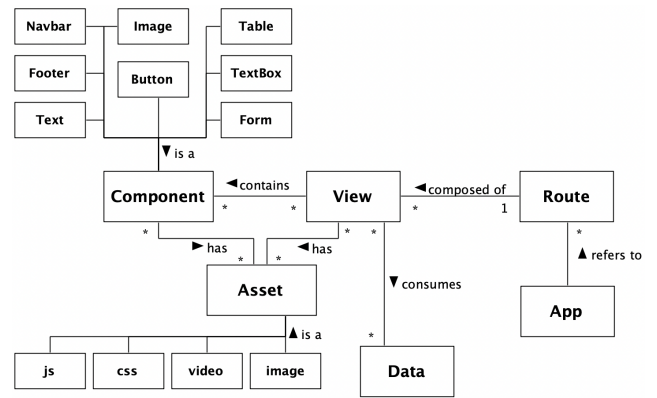 Navbar
Image
Table
Footer
Button
TextBox
Text
Form
▼ is a
Component
◄ contains
View
◄ composed of
Route
*
*
*
1
*
► has
*
*
◄ has
*
*
*
▲ refers to
Asset
▼ consumes
App
▲ is a
*
js
css
video
image
Data